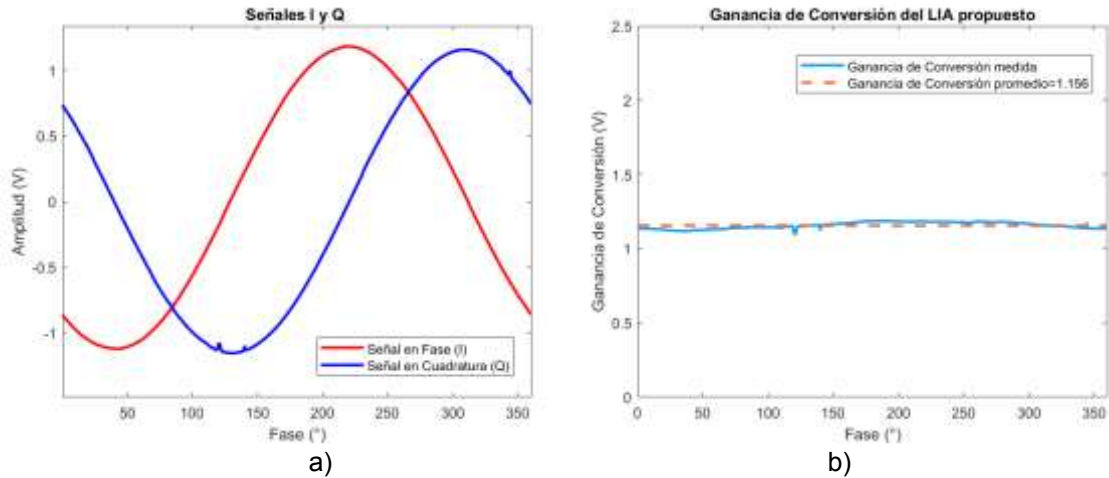 Señales I y Q
Amplitud (V)
1
0.5
0
-0.5
-1
50
100
150
200
250
300
350
Fase (°)
Señal en Fase (I)
Señal en Cuadratura (Q)
a)
Ganancia de Conversión del LIA propuesto
Ganancia de Conversión (V)
2.5
2
1.5
1
0.5
0
0
50
100
150
200
250
300
350
Fase (°)
Ganancia de Conversión medida
Ganancia de Conversión promedio=1.156
b)